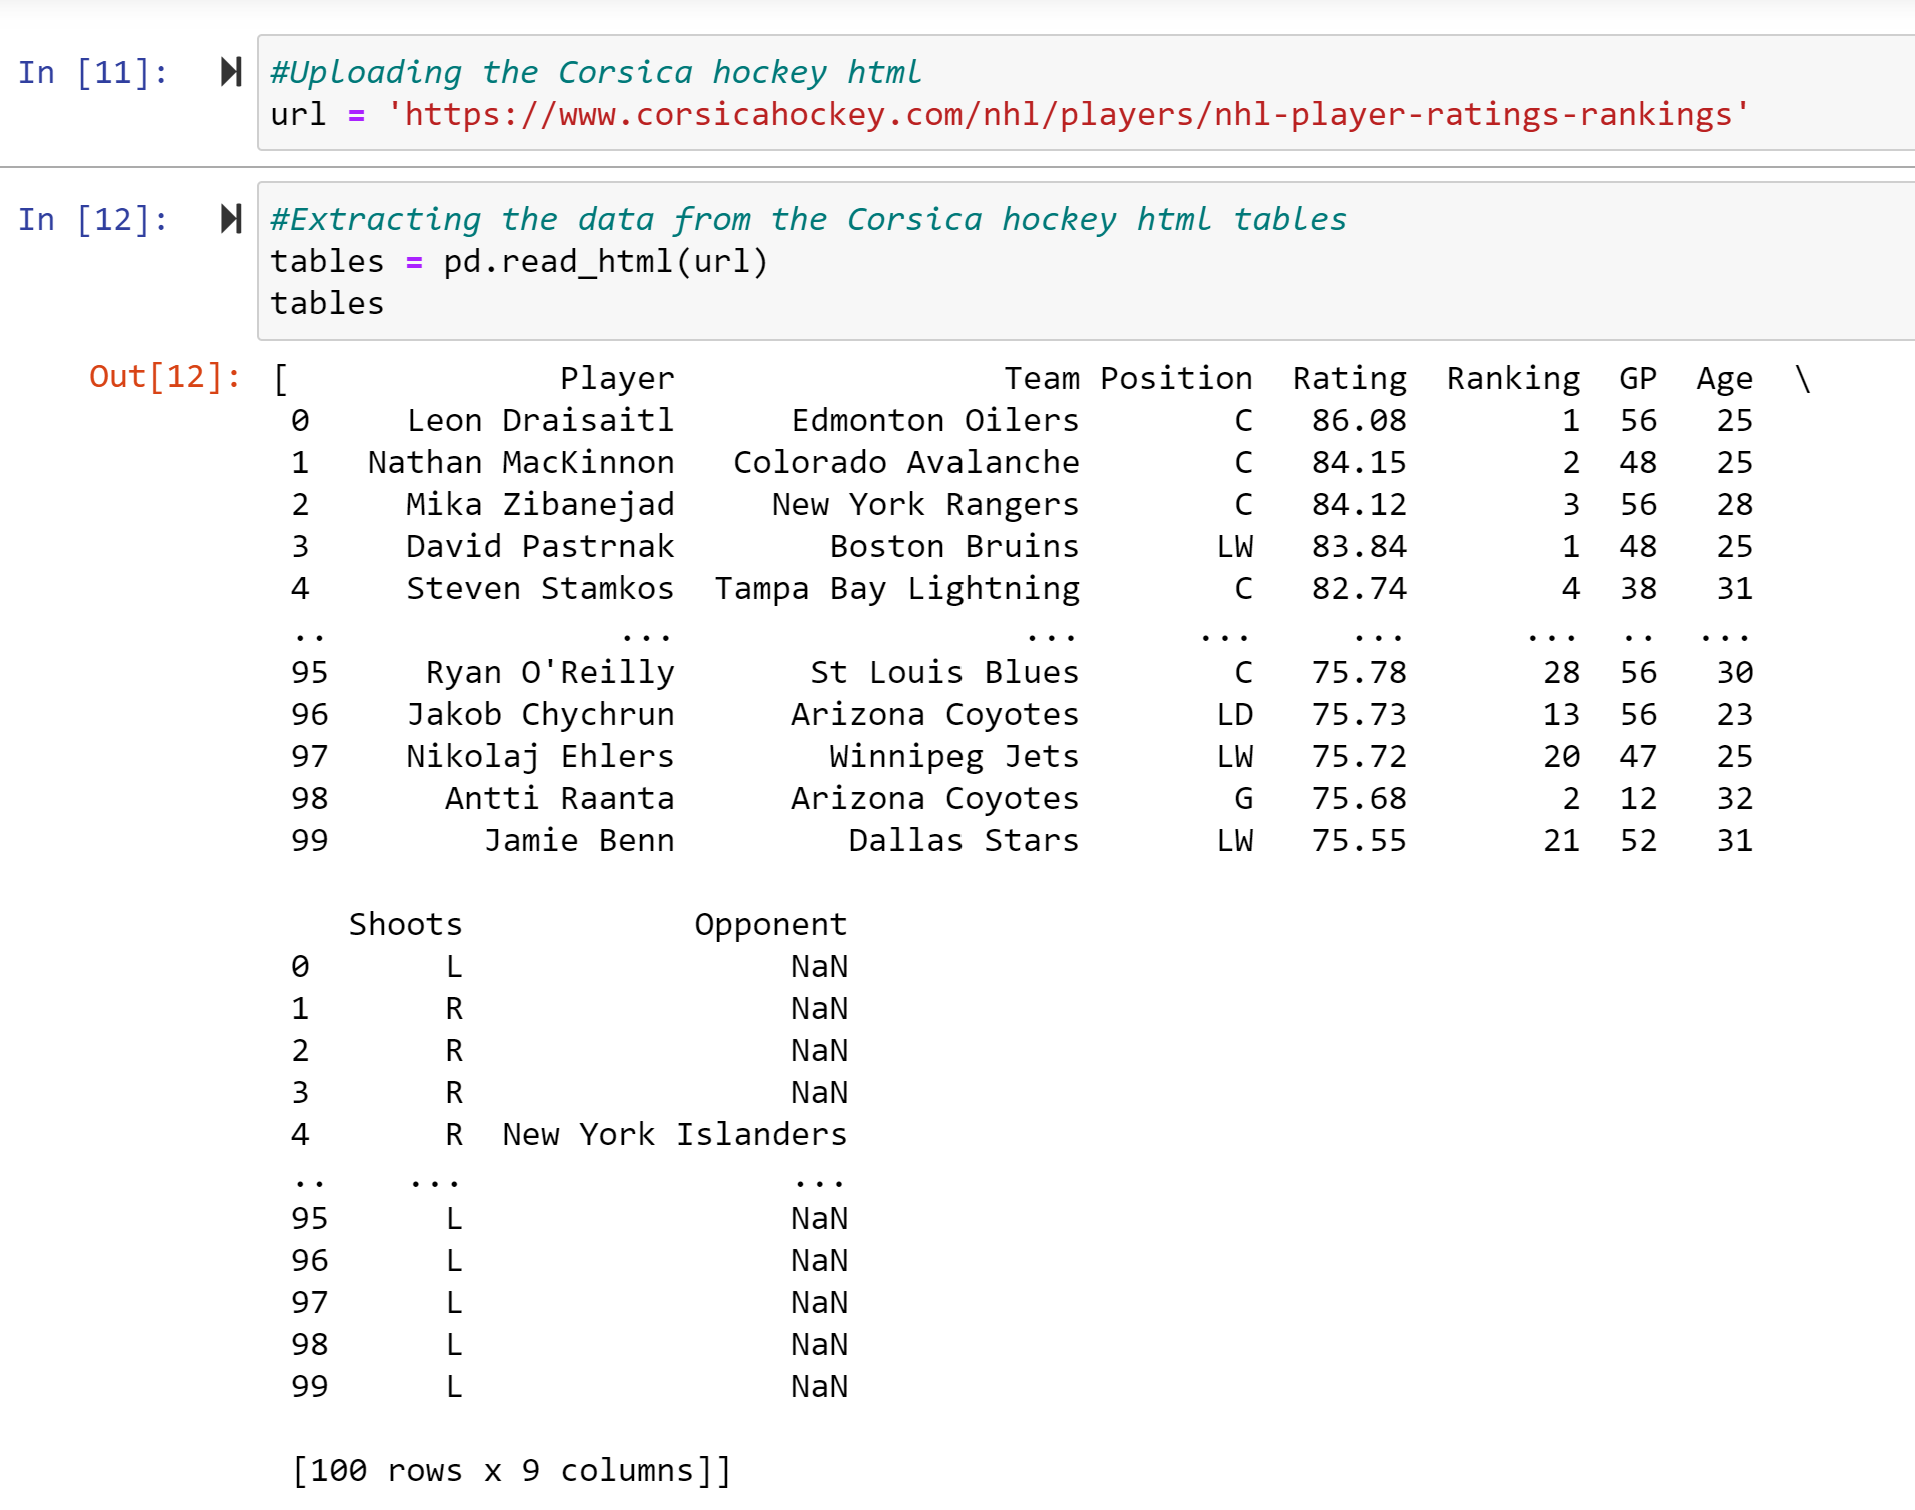 In [11]: #Uploading the Corsica hockey html
url = 'https://www.corsicahockey.com/nhl/players/nhl-player-ratings-rankings'
In [12]: #Extracting the data from the Corsica hockey html tables
tables = pd.read_html(url)
tables
Out[12]: [ Player Team Position Rating Ranking GP Age \
0 Leon Draisaitl Edmonton Oilers C 86.08 1 56 25
1 Nathan MacKinnon Colorado Avalanche C 84.15 2 48 25
2 Mika Zibanejad New York Rangers C 84.12 3 56 28
3 David Pastrnak Boston Bruins LW 83.84 1 48 25
4 Steven Stamkos Tampa Bay Lightning C 82.74 4 38 31
.. ... ... ... ... ... .. ...
95 Ryan O'Reilly St Louis Blues C 75.78 28 56 30
96 Jakob Chychrun Arizona Coyotes LD 75.73 13 56 23
97 Nikolaj Ehlers Winnipeg Jets LW 75.72 20 47 25
98 Antti Raanta Arizona Coyotes G 75.68 2 12 32
99 Jamie Benn Dallas Stars LW 75.55 21 52 31
Shoots Opponent
0 L NaN
1 R NaN
2 R NaN
3 R NaN
4 R New York Islanders
.. ... ...
95 L NaN
96 L NaN
97 L NaN
98 L NaN
99 L NaN
[100 rows x 9 columns]]